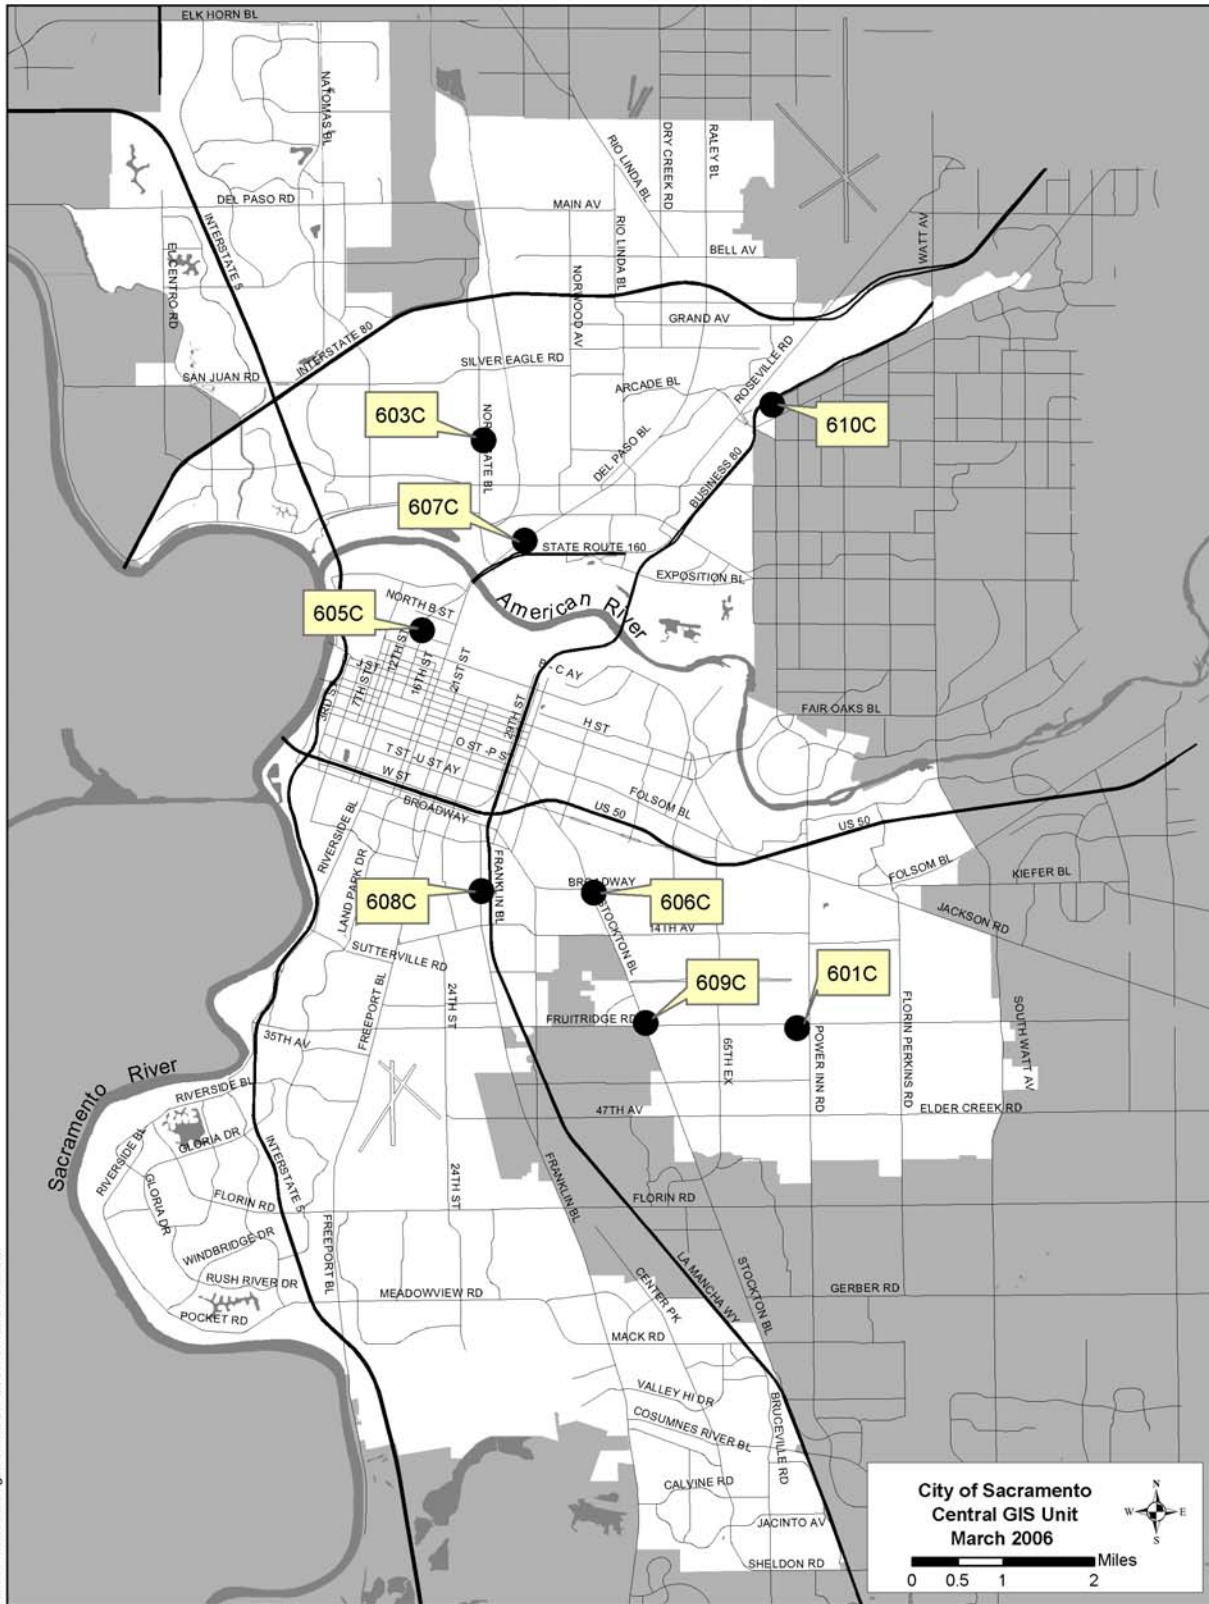 ELK HORN BL
NATOMAS BL
RIO LINDA BL
DRY CREEK RD
RALEY BL
DEL PASO RD
MAIN AV
INTERSTATE 5
EL CENTRO RD
RIO LINDA BL
BELL AV
WATT AV
NORWOOD AV
GRAND AV
INTERSTATE 80
SILVER EAGLE RD
SAN JUAN RD
ARCADE BL
ROSEVILLE RD
603C
610C
DEL PASO BL
BUSINESS 80
607C
STATE ROUTE 160
EXPOSITION BL
American River
605C
NORTH B ST
12TH ST
16TH ST
21ST ST
J ST
7TH ST
3RD ST
B - C AY
29TH ST
H ST
FAIR OAKS BL
O ST -P S
T ST -U ST AY
W ST
BROADWAY
FOLSOM BL
US 50
US 50
RIVERSIDE BL
LAND PARK DR
FRANKLIN BL
FOLSOM BL
KIEFER BL
608C
BROADWAY
606C
JACKSON RD
STOCKTON BL
14TH AV
SUTTERVILLE RD
609C
601C
FREEPORT BL
24TH ST
FRUITRIDGE RD
35TH AV
65TH EX
POWER INN RD
FLORIN PERKINS RD
SOUTH WATT AV
Sacramento River
RIVERSIDE BL
47TH AV
ELDER CREEK RD
RIVERSIDE BL
GLORIA DR
GLORIA DR
INTERSTATE 5
24TH ST
FRANKLIN BL
FLORIN RD
FLORIN RD
FREEPORT BL
WINDBRIDGE DR
RUSH RIVER DR
POCKET RD
MEADOWVIEW RD
CENTER PK
LA MANCHA WY
STOCKTON BL
GERBER RD
MACK RD
VALLEY HI DR
COSUMNES RIVER BL
BRUCEVILLE RD
CALVINE RD
JACINTO AV
SHELDON RD
City of Sacramento
Central GIS Unit
March 2006
N
W E
S
Miles
0 0.5 1 2